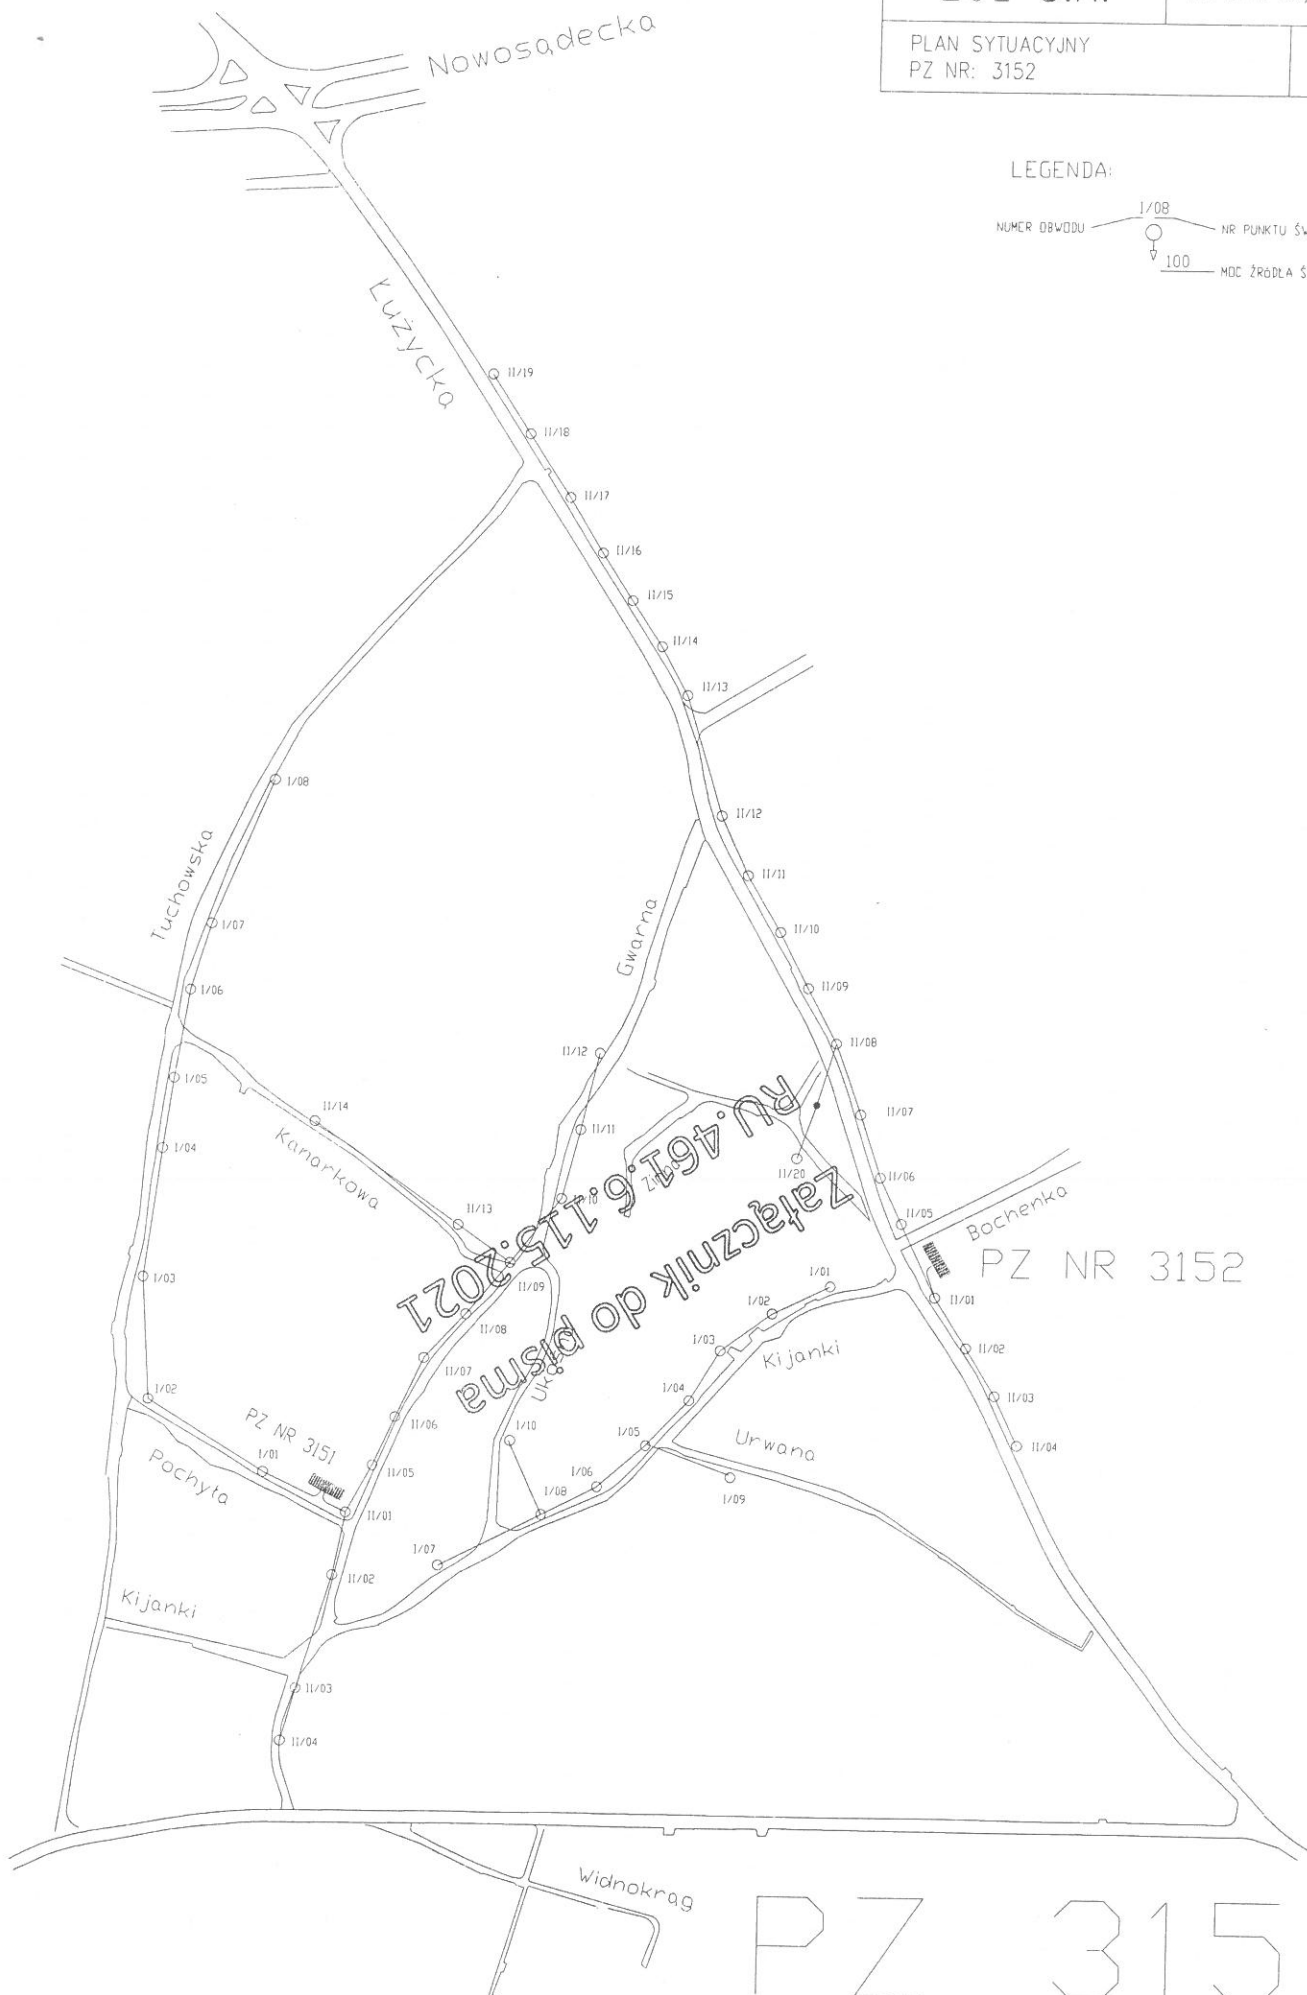 PLAN SYTUACYJNY
PZ NR: 3152
LEGENDA:
I/08
NUMER OBWODU
NR PUNKTU
100
MOC ŹRÓDŁA
Nowosądecka
Łużycka
II/19
II/18
II/17
II/16
II/15
II/14
II/13
I/08
II/12
Tuchowska
II/11
Gwarna
I/07
II/10
I/06
II/09
II/08
II/12
I/05
II/14
II/07
II/11
I/04
Kanarkowa
RU.461.6.115.2021
II/20
II/06
II/10
II/13
II/05
Bochenka
Załącznik do pisma
PZ NR 3152
I/03
II/09
I/01
II/01
I/02
II/08
I/03
Kijanki
II/02
II/07
I/02
I/04
II/03
PZ NR 3151
II/06
I/10
I/05
Urwana
II/04
I/01
II/05
Pochyła
I/06
I/09
II/01
I/08
I/07
II/02
Kijanki
II/03
II/04
Widnokrąg
PZ 315